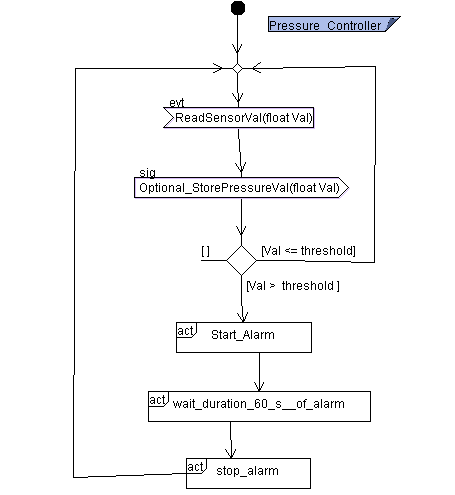 Pressure_Controller
evt
ReadSensorVal(float Val)
sig
Optional_StorePressureVal(float Val)
[ ]
[Val <= threshold]
[Val > threshold ]
act
Start_Alarm
act
wait_duration_60_s__of_alarm
act
stop_alarm